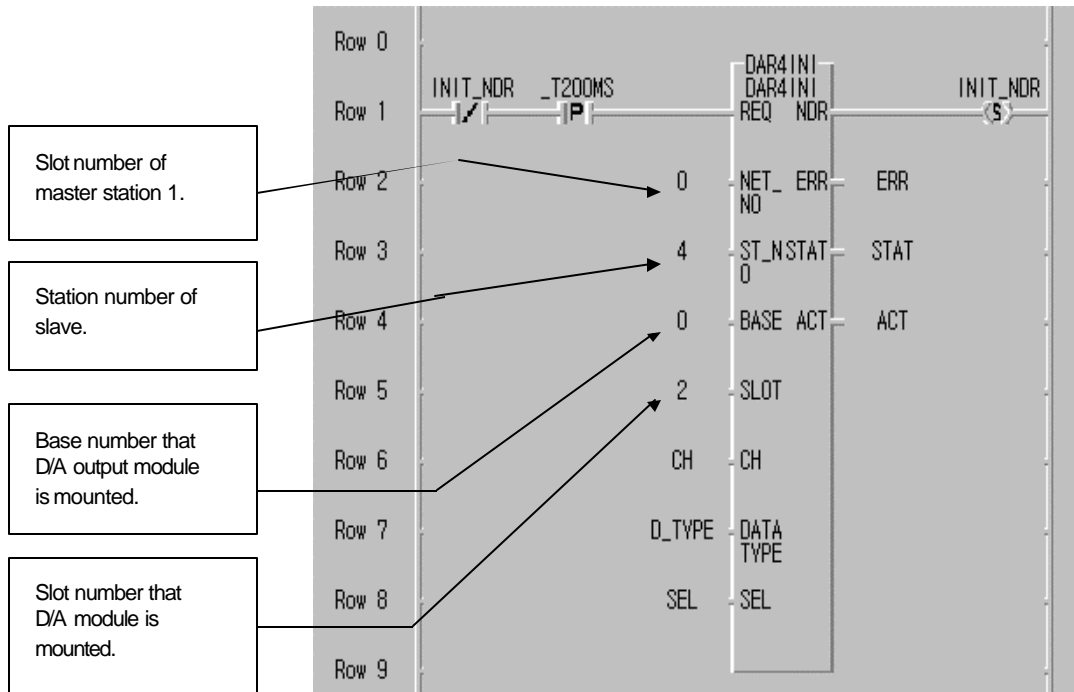 Row 0
DAR4INI
INIT_NDR _T200MS DAR4INI INIT_NDR
Row 1 P REQ NDR S
Slot number of
master station 1.
Row 2 0 NET_ ERR ERR
NO
Row 3 4 ST_N STAT STAT
O
Station number of
slave.
Row 4 0 BASE ACT ACT
Row 5 2 SLOT
Base number that
D/A output module
is mounted.
Row 6 CH CH
Row 7 D_TYPE DATA
TYPE
Slot number that
D/A module is
mounted.
Row 8 SEL SEL
Row 9